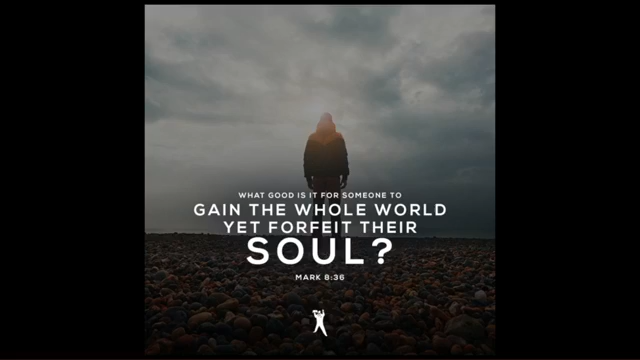 WHAT GOOD IS IT FOR SOMEONE TO
GAIN THE WHOLE WORLD
YET FORFEIT THEIR
SOUL?
MARK 8:36